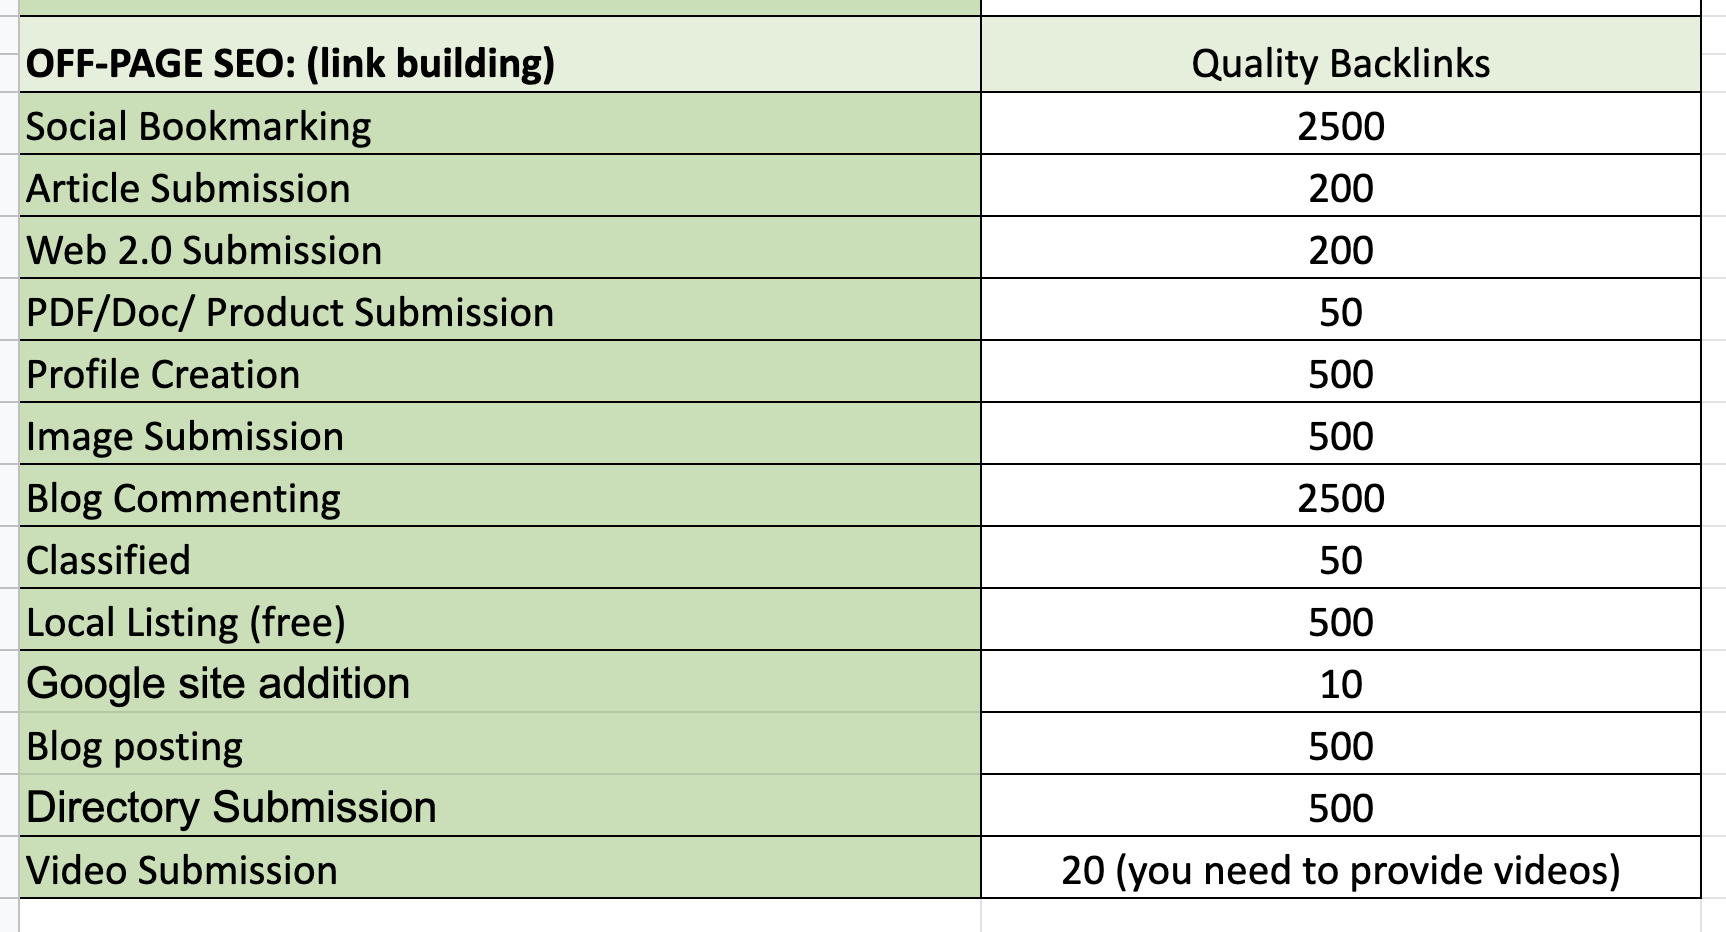 OFF-PAGE SEO: (link building) Quality Backlinks
Social Bookmarking 2500
Article Submission 200
Web 2.0 Submission 200
PDF/Doc/ Product Submission 50
Profile Creation 500
Image Submission 500
Blog Commenting 2500
Classified 50
Local Listing (free) 500
Google site addition 10
Blog posting 500
Directory Submission 500
Video Submission 20 (you need to provide videos)